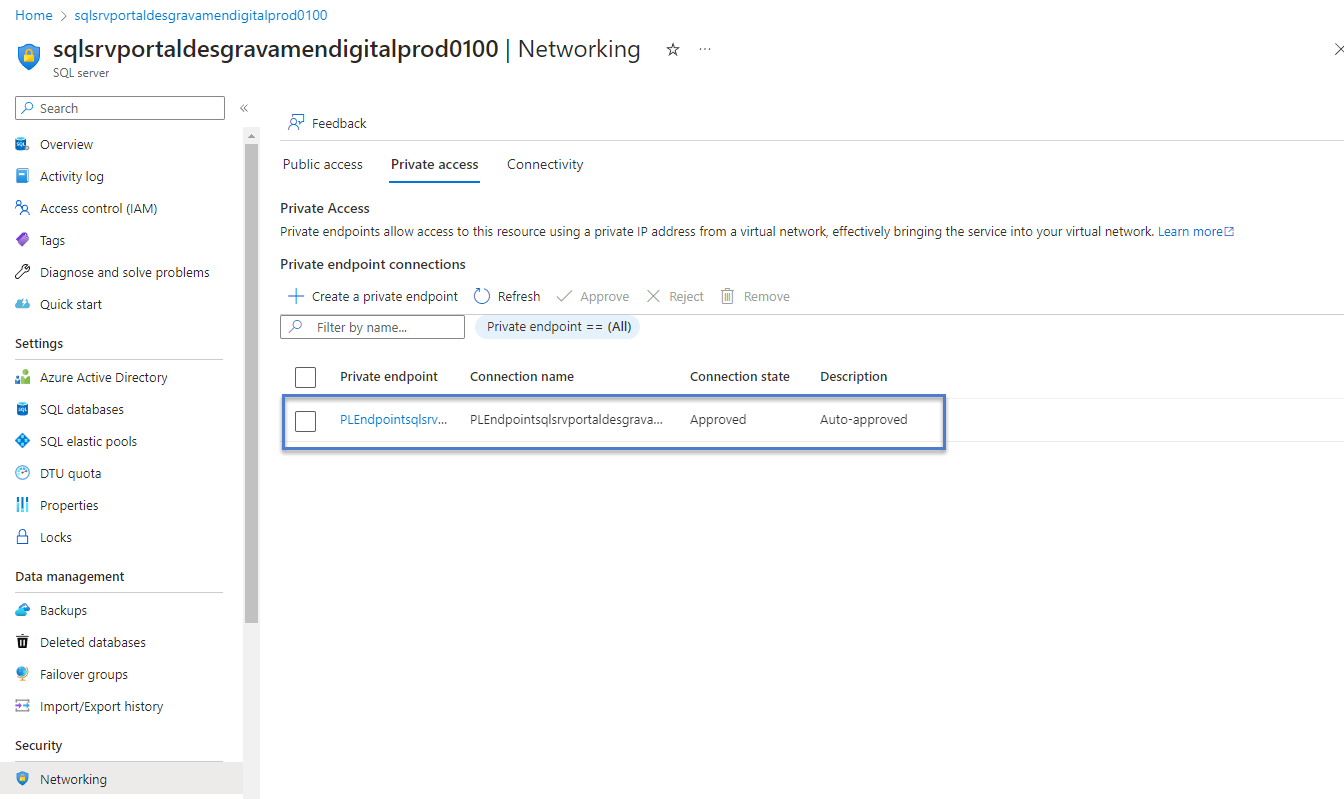 Home > sqlsrvportaldesgravamendigitalprod0100
sqlsrvportaldesgravamendigitalprod0100 | Networking ☆ ...
SQL server
Search «
Overview
Activity log
Access control (IAM)
Tags
Diagnose and solve problems
Quick start
Settings
Azure Active Directory
SQL databases
SQL elastic pools
DTU quota
Properties
Locks
Data management
Backups
Deleted databases
Failover groups
Import/Export history
Security
Networking
Feedback
Public access Private access Connectivity
Private Access
Private endpoints allow access to this resource using a private IP address from a virtual network, effectively bringing the service into your virtual network. Learn more
Private endpoint connections
Create a private endpoint Refresh Approve Reject Remove
Filter by name... Private endpoint == (All)
Private endpoint Connection name Connection state Description
PLEndpointsqlsrv... PLEndpointsqlsrvportaldesgrava... Approved Auto-approved